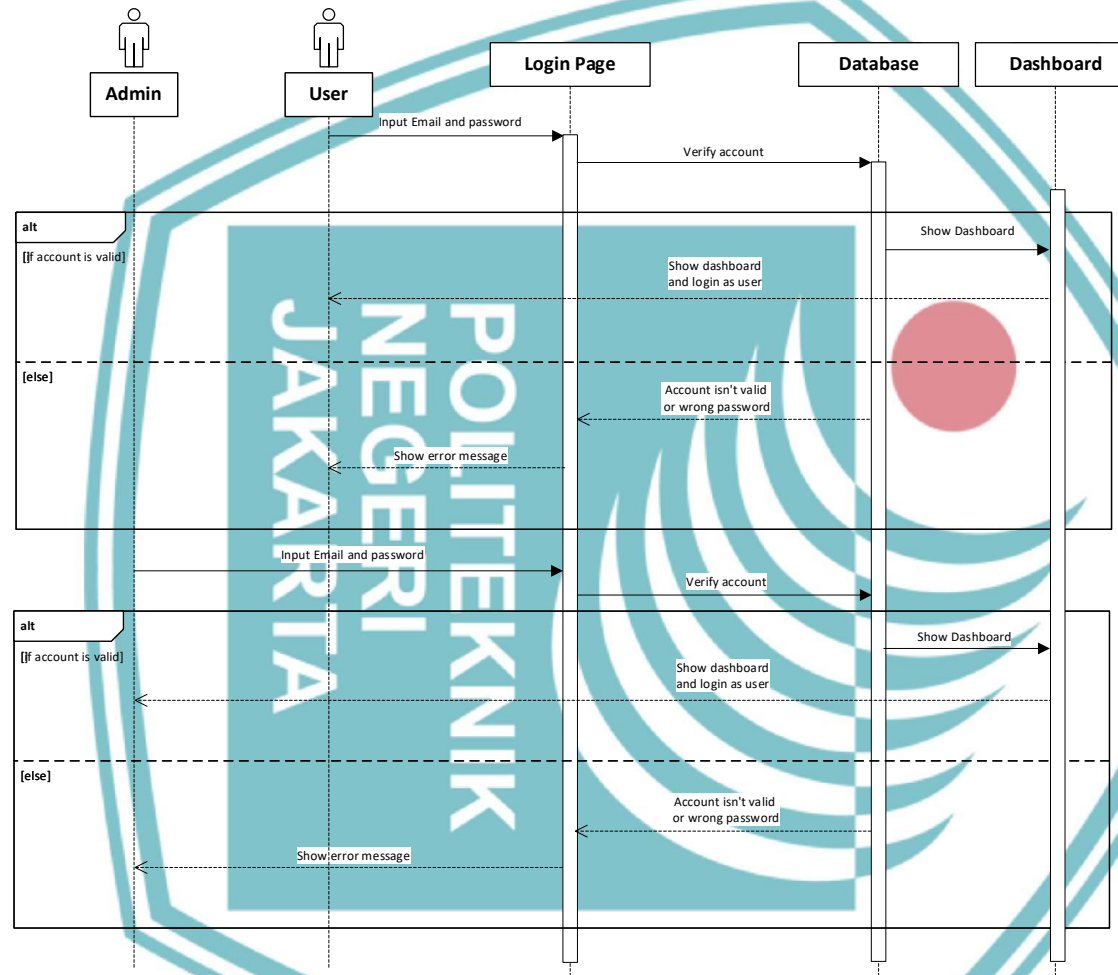 Admin
User
Login Page
Database
Dashboard
Input Email and password
Verify account
alt
[if account is valid]
Show Dashboard
Show dashboard
and login as user
[else]
Account isn't valid
or wrong password
Show error message
Input Email and password
Verify account
alt
[if account is valid]
Show Dashboard
Show dashboard
and login as user
[else]
Account isn't valid
or wrong password
Show error message
POLITEKNIK
NEGERI
JAKARTA